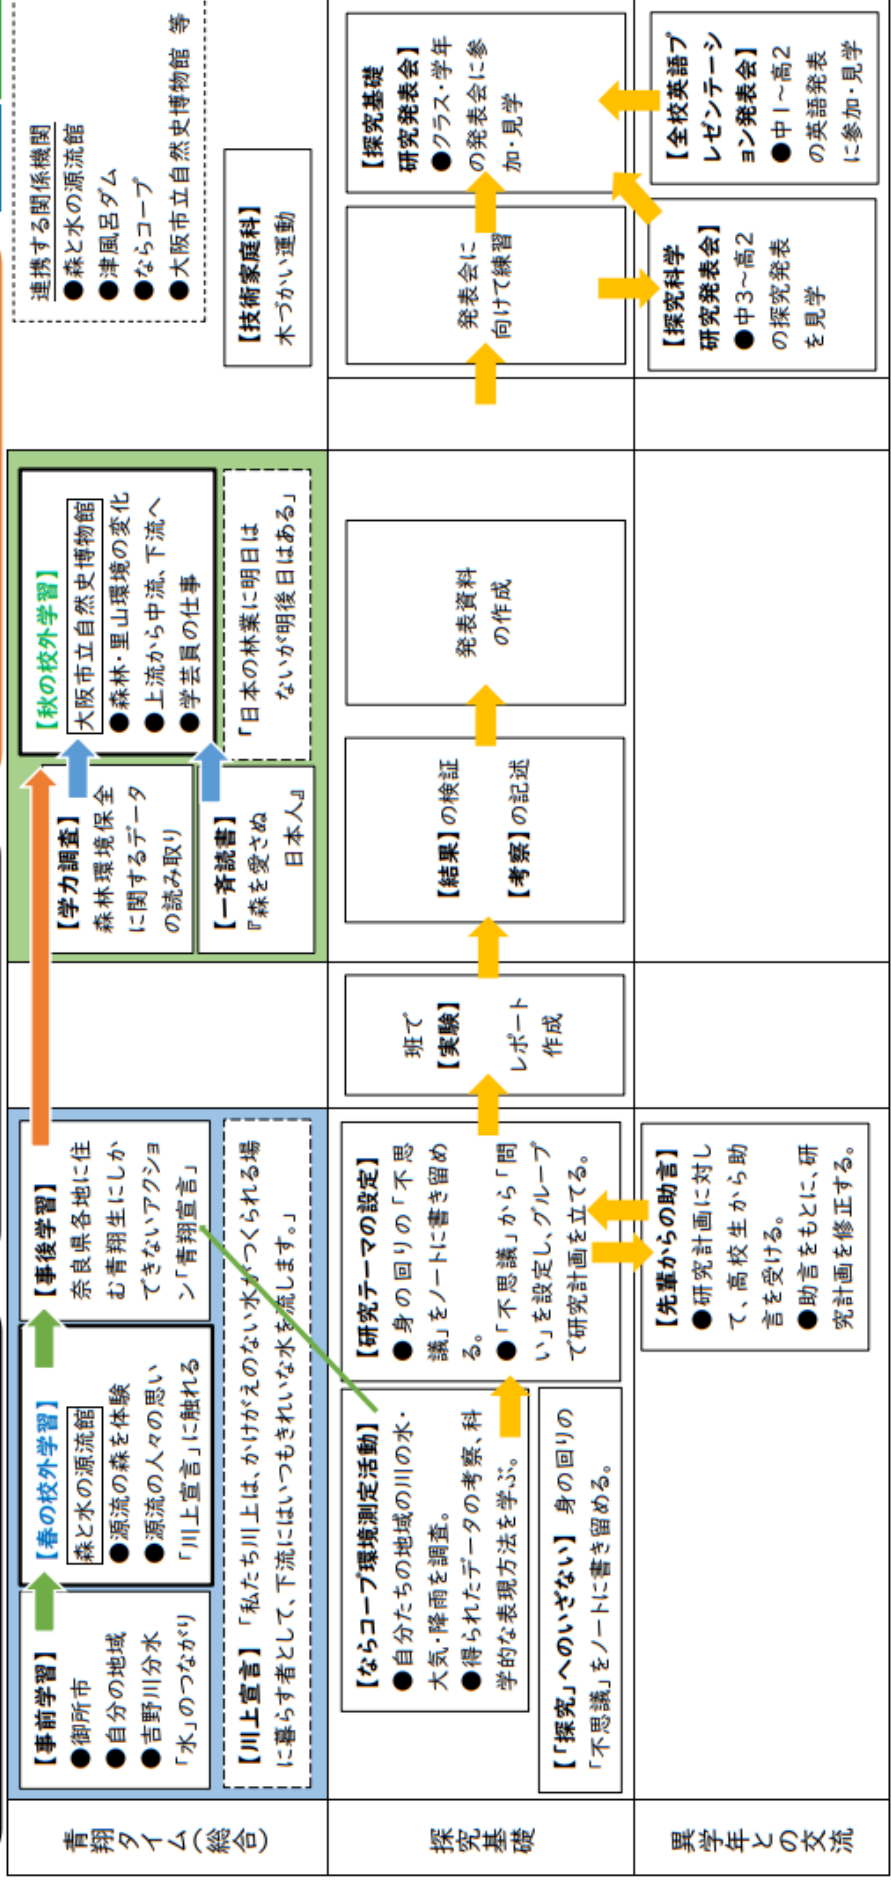 青翔タイム(総合)
【事前学習】
●御所市
●自分の地域
●吉野川分水
「水」のつながり
【春の校外学習】
森と水の源流館
●源流の森を体験
●源流の人々の思い
「川上宣言」に触れる
【事後学習】
奈良県各地に住
む青翔生にしか
できないアクショ
ン「青翔宣言」
【川上宣言】「私たち川上は、かけがえのない水がつくられる場
に暮らす者として、下流にはいつもきれいな水を流します。」
【学力調査】
森林環境保全
に関するデータ
の読み取り
【一斉読書】
『森を愛さぬ
日本人』
【秋の校外学習】
大阪市立自然史博物館
●森林・里山環境の変化
●上流から中流、下流へ
●学芸員の仕事
「日本の林業に明日は
ないが明後日はある」
連携する関係機関
●森と水の源流館
●津風呂ダム
●ならコープ
●大阪市立自然史博物館 等
【技術家庭科】
木づかい運動
探究基礎
【ならコープ環境測定活動】
●自分たちの地域の川の水・
大気・降雨を調査。
●得られたデータの考察、科
学的な表現方法を学ぶ。
【「探究」へのいざない】 身の回りの
「不思議」をノートに書き留める。
【研究テーマの設定】
●身の回りの「不思
議」をノートに書き留め
る。
●「不思議」から「問
い」を設定し、グループ
で研究計画を立てる。
班で
【実験】
レポート
作成
【結果】の検証
【考察】の記述
発表資料
の作成
発表会に
向けて練習
【探究基礎
研究発表会】
●クラス・学年
の発表会に参
加・見学
異学年との交流
【先輩からの助言】
●研究計画に対し
て、高校生から助
言を受ける。
●助言をもとに、研
究計画を修正する。
【探究科学
研究発表会】
●中3～高2
の探究発表
を見学
【全校英語プ
レゼンテーシ
ョン発表会】
●中1～高2
の英語発表
に参加・見学